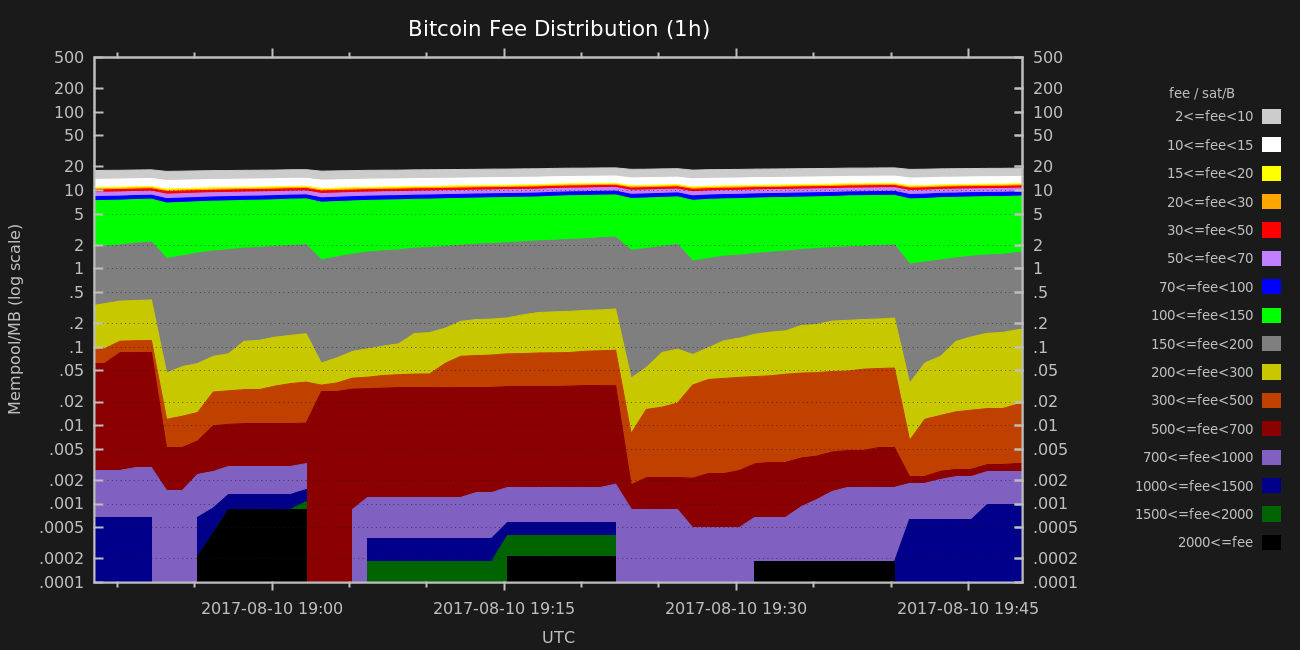 Bitcoin Fee Distribution (1h)
Mempool/MB (log scale)
500
200
100
50
20
10
5
2
1
.5
.2
.1
.05
.02
.01
.005
.002
.001
.0005
.0002
.0001
500
200
100
50
20
10
5
2
1
.5
.2
.1
.05
.02
.01
.005
.002
.001
.0005
.0002
.0001
2017-08-10 19:00 2017-08-10 19:15 2017-08-10 19:30 2017-08-10 19:45
UTC
fee / sat/B
2<=fee<10
10<=fee<15
15<=fee<20
20<=fee<30
30<=fee<50
50<=fee<70
70<=fee<100
100<=fee<150
150<=fee<200
200<=fee<300
300<=fee<500
500<=fee<700
700<=fee<1000
1000<=fee<1500
1500<=fee<2000
2000<=fee